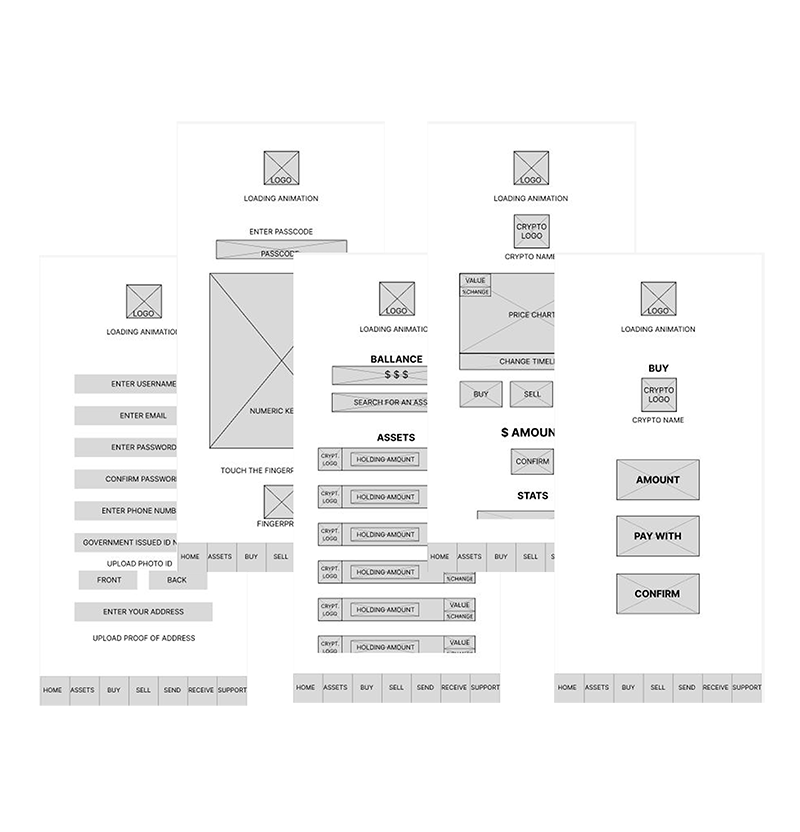 LOGO
LOADING ANIMATION
ENTER PASSCODE
PASSCODE
NUMERIC KE
TOUCH THE FINGERP
FINGERPR
HOME ASSETS BUY SELL
LOGO
LOADING ANIMATION
CRYPTO
LOGO
CRYPTO NAME
VALUE
%CHANGE
PRICE CHART
CHANGE TIMEL
BUY SELL
$ AMOUN
CONFIRM
STATS
HOME ASSETS BUY SELL S
LOGO
LOADING ANIMATIO
ENTER USERNAME
ENTER EMAIL
ENTER PASSWORD
CONFIRM PASSWOR
ENTER PHONE NUMB
GOVERNMENT ISSUED ID N
UPLOAD PHOTO ID
FRONT BACK
ENTER YOUR ADDRESS
UPLOAD PROOF OF ADDRESS
HOME ASSETS BUY SELL SEND RECEIVE SUPPORT
LOGO
LOADING ANIMATIO
BALLANCE
$ $ $
SEARCH FOR AN ASS
ASSETS
CRYPT.
LOGO
HOLDING AMOUNT
CRYPT.
LOGO
HOLDING AMOUNT
CRYPT.
LOGO
HOLDING AMOUNT
CRYPT.
LOGO
HOLDING AMOUNT
%CHANGE
CRYPT.
LOGO
HOLDING AMOUNT
VALUE
%CHANGE
CRYPT.
LOGO
HOLDING AMOUNT
VALUE
HOME ASSETS BUY SELL SEND RECEIVE SUPPORT
LOGO
LOADING ANIMATION
BUY
CRYPTO
LOGO
CRYPTO NAME
AMOUNT
PAY WITH
CONFIRM
HOME ASSETS BUY SELL SEND RECEIVE SUPPORT